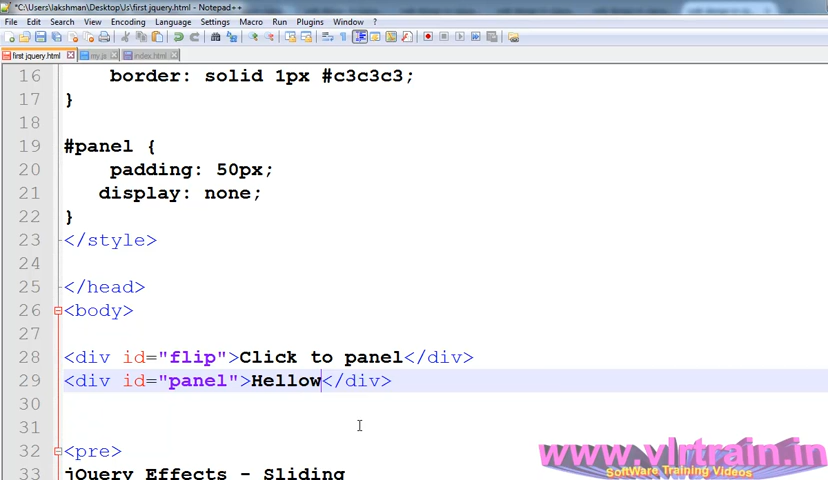 *C:\Users\lakshman\Desktop\Js\first jquery.html - Notepad++
File Edit Search View Encoding Language Settings Macro Run Plugins Window ?
first jquery.html my.js index.html
16 border: solid 1px #c3c3c3;
17 }
18
19 #panel {
20 padding: 50px;
21 display: none;
22 }
23 </style>
24
25 </head>
26 <body>
27
28 <div id="flip">Click to panel</div>
29 <div id="panel">Hellow</div>
30
31
32 <pre>
33 jQuery Effects - Sliding
www.vlrtrain.in
SoftWare Training Videos